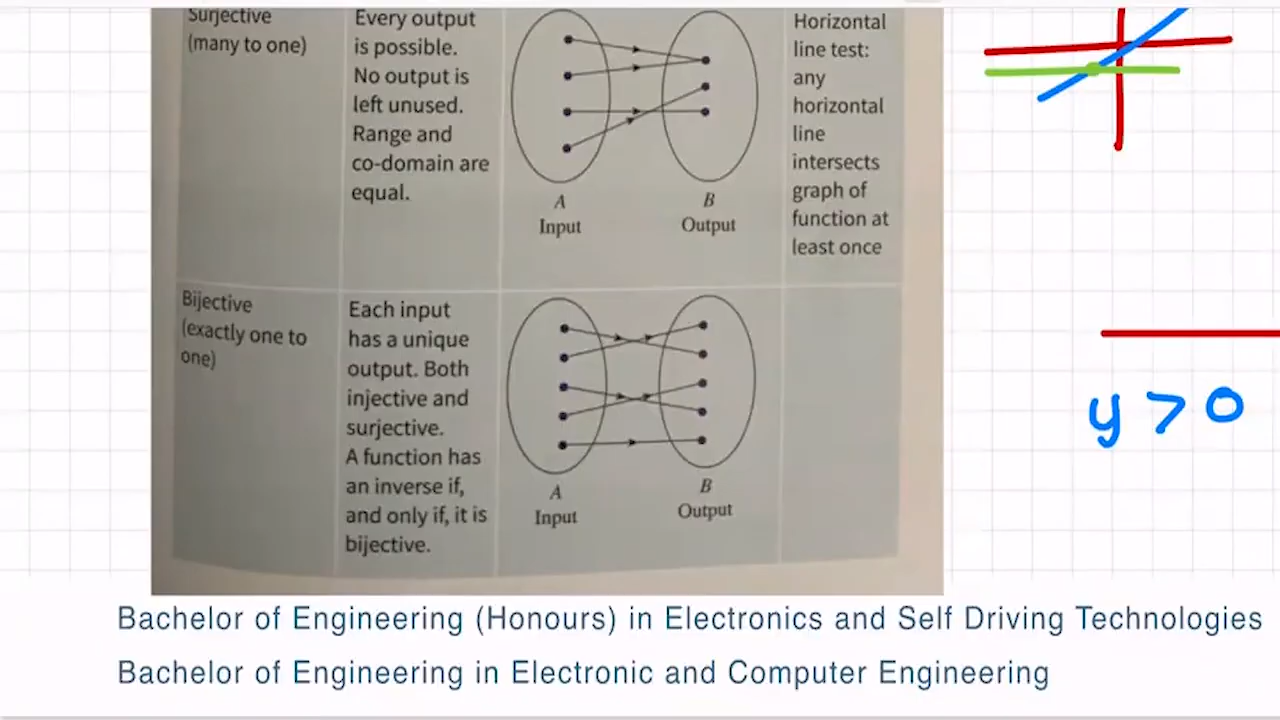 Surjective
(many to one)
Every output
is possible.
No output is
left unused.
Range and
co-domain are
equal.
A
Input
B
Output
Horizontal
line test:
any
horizontal
line
intersects
graph of
function at
least once
Bijective
(exactly one to
one)
Each input
has a unique
output. Both
injective and
surjective.
A function has
an inverse if,
and only if, it is
bijective.
A
Input
B
Output
y > 0
Bachelor of Engineering (Honours) in Electronics and Self Driving Technologies
Bachelor of Engineering in Electronic and Computer Engineering